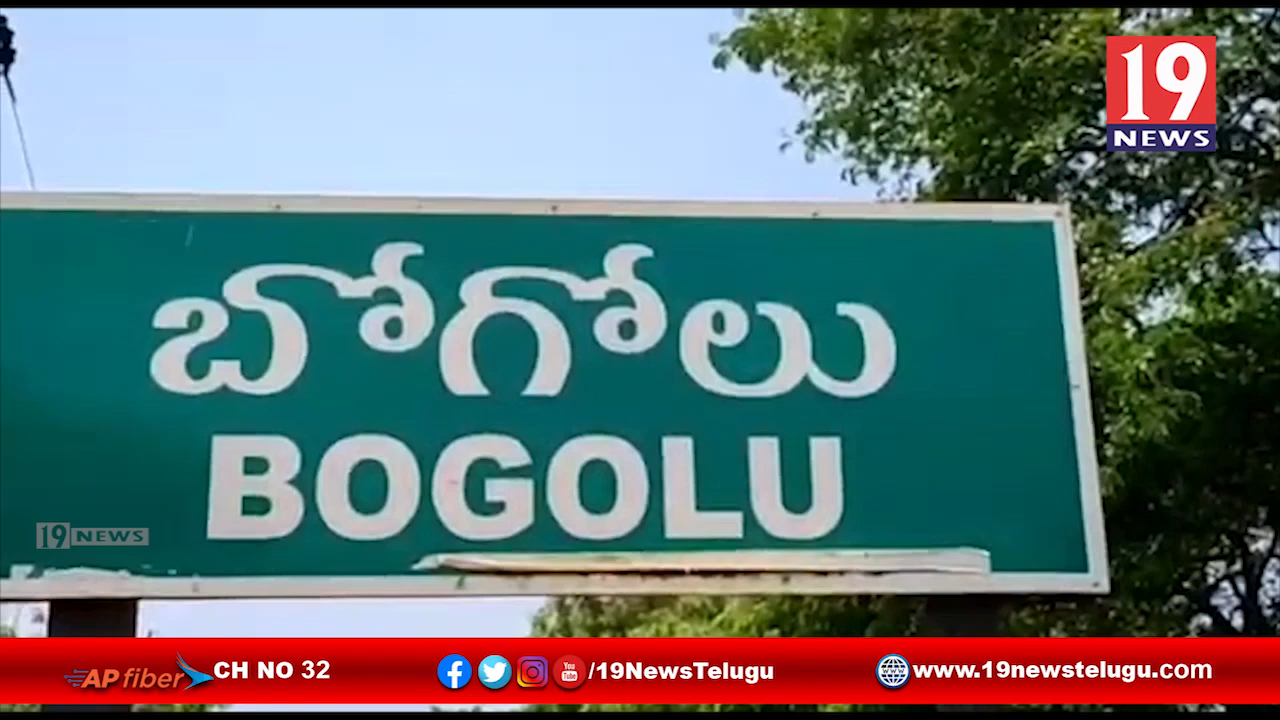 19
NEWS
బోగోలు
BOGOLU
19 NEWS
AP fiber CH NO 32 /19NewsTelugu www.19newstelugu.com